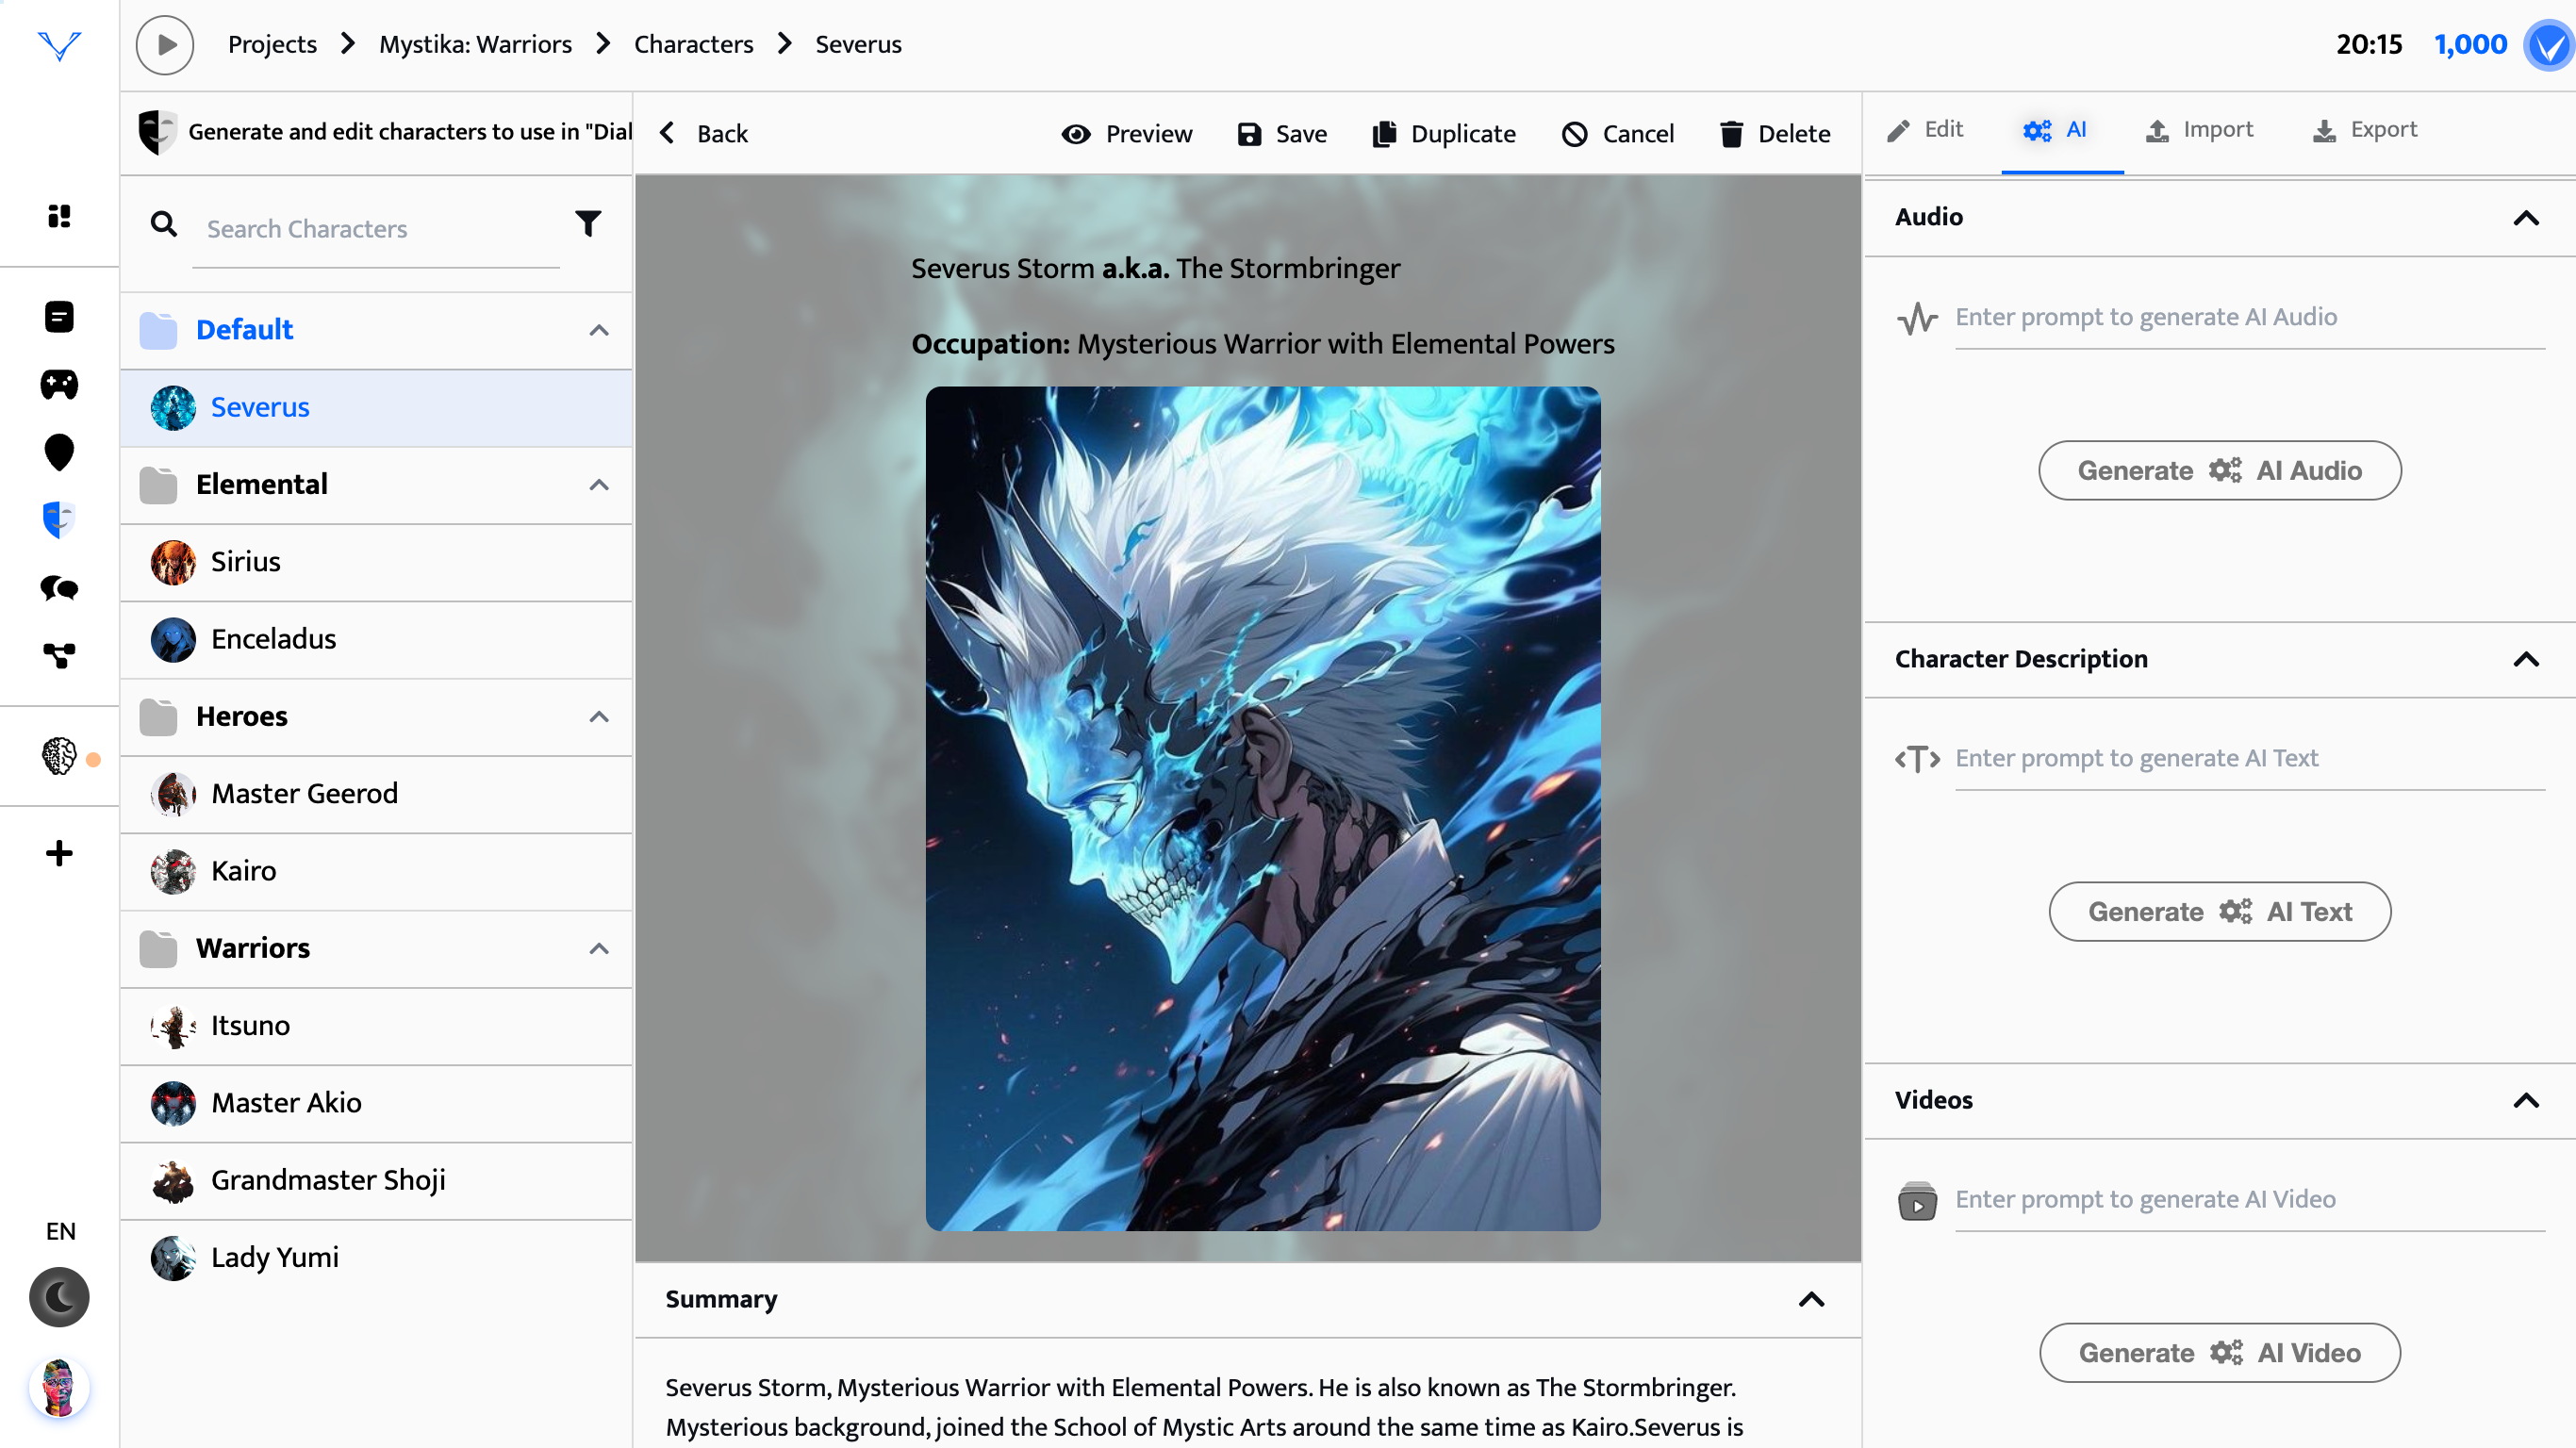 Projects > Mystika: Warriors > Characters > Severus
20:15 1,000
Generate and edit characters to use in "Dial
Back Preview Save Duplicate Cancel Delete
Edit AI Import Export
Search Characters
Default
Severus
Elemental
Sirius
Enceladus
Heroes
Master Geerod
Kairo
Warriors
Itsuno
Master Akio
Grandmaster Shoji
Lady Yumi
EN
Severus Storm a.k.a. The Stormbringer
Occupation: Mysterious Warrior with Elemental Powers
Summary
Severus Storm, Mysterious Warrior with Elemental Powers. He is also known as The Stormbringer.
Mysterious background, joined the School of Mystic Arts around the same time as Kairo.Severus is
Audio
Enter prompt to generate AI Audio
Generate AI Audio
Character Description
<T> Enter prompt to generate AI Text
Generate AI Text
Videos
Enter prompt to generate AI Video
Generate AI Video